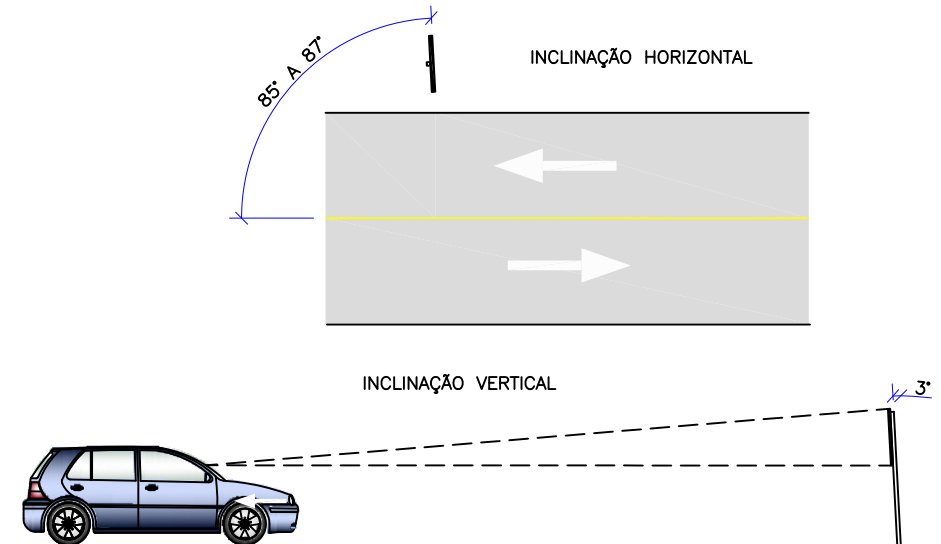 85° A 87°
INCLINAÇÃO HORIZONTAL
INCLINAÇÃO VERTICAL
3°